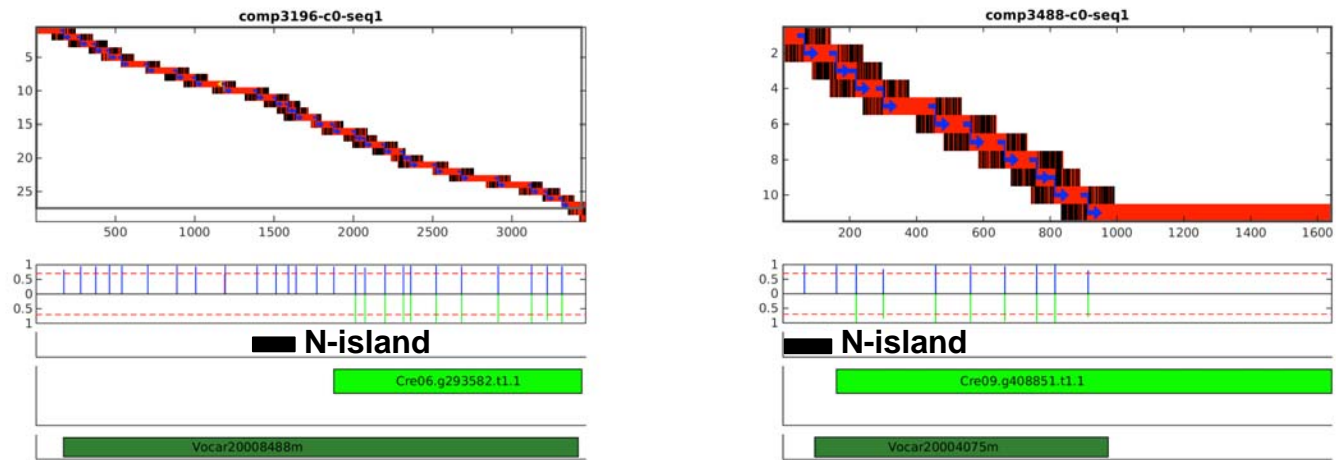 comp3196-c0-seq1
5
10
15
20
25
500 1000 1500 2000 2500 3000
1
0.5
0
0.5
1
N-island
Cre06.g293582.t1.1
Vocar20008488m
comp3488-c0-seq1
2
4
6
8
10
200 400 600 800 1000 1200 1400 1600
1
0.5
0
0.5
1
N-island
Cre09.g408851.t1.1
Vocar20004075m